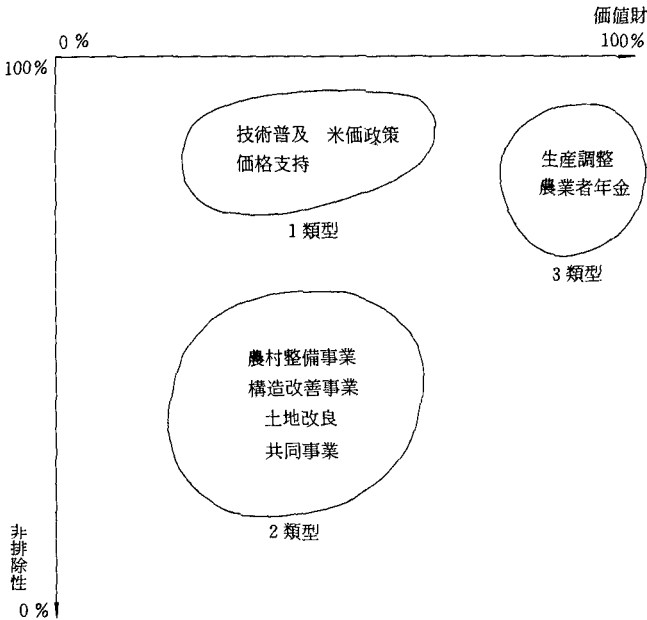 価値財
0%
100%
100%
技術普及 米価政策
価格支持
1類型
生産調整
農業者年金
3類型
農村整備事業
構造改善事業
土地改良
共同事業
2類型
非排除性
0%